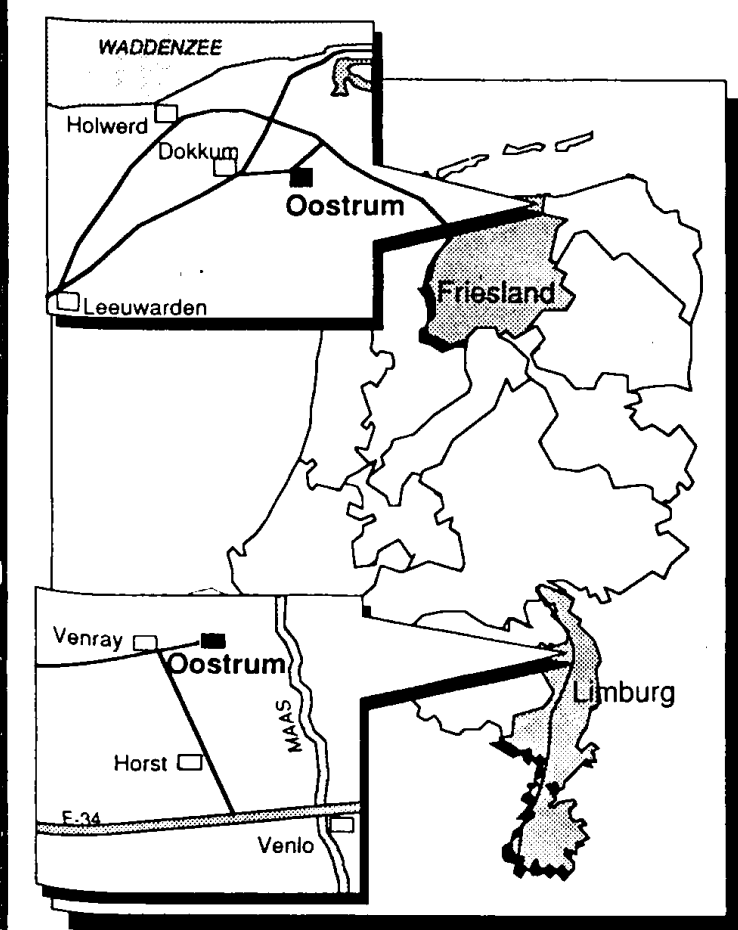 WADDENZEE
Holwerd
Dokkum
Oostrum
Leeuwarden
Friesland
Venray
Oostrum
Limburg
MAAS
Horst
E-34
Venlo